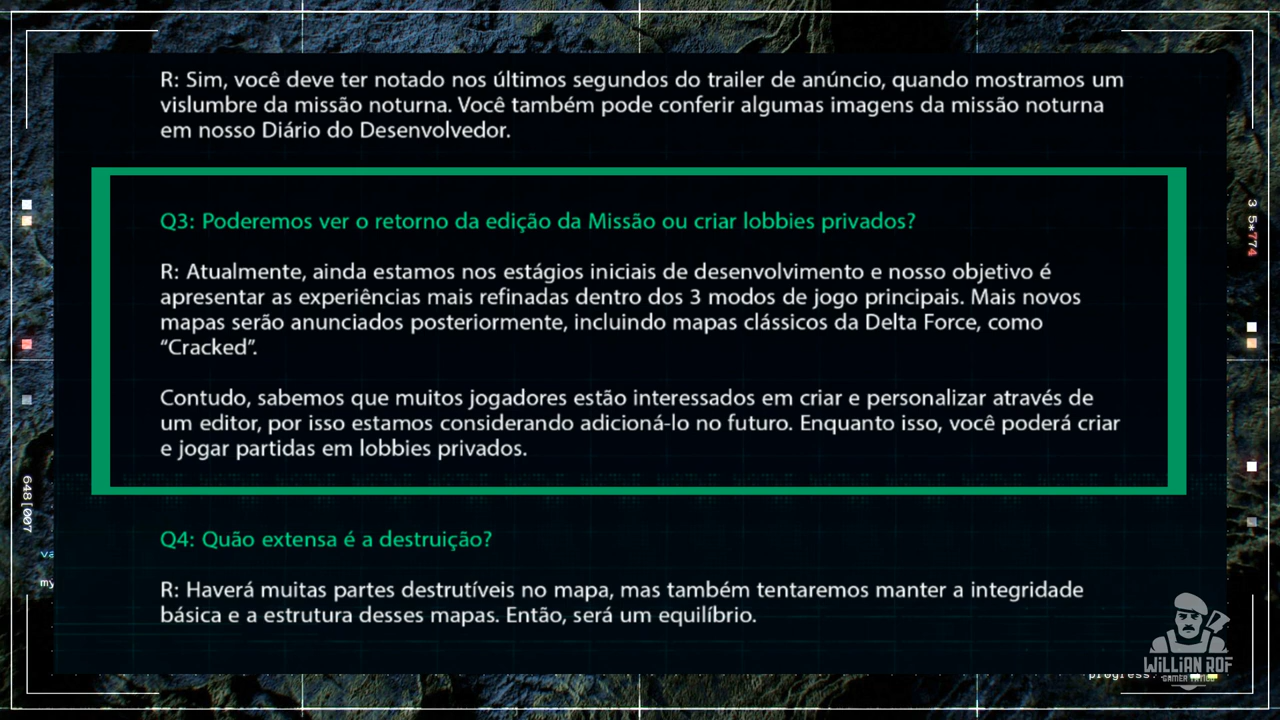 R: Sim, você deve ter notado nos últimos segundos do trailer de anúncio, quando mostramos um
vislumbre da missão noturna. Você também pode conferir algumas imagens da missão noturna
em nosso Diário do Desenvolvedor.
Q3: Poderemos ver o retorno da edição da Missão ou criar lobbies privados?
R: Atualmente, ainda estamos nos estágios iniciais de desenvolvimento e nosso objetivo é
apresentar as experiências mais refinadas dentro dos 3 modos de jogo principais. Mais novos
mapas serão anunciados posteriormente, incluindo mapas clássicos da Delta Force, como
“Cracked”.
Contudo, sabemos que muitos jogadores estão interessados em criar e personalizar através de
um editor, por isso estamos considerando adicioná-lo no futuro. Enquanto isso, você poderá criar
e jogar partidas em lobbies privados.
Q4: Quão extensa é a destruição?
R: Haverá muitas partes destrutíveis no mapa, mas também tentaremos manter a integridade
básica e a estrutura desses mapas. Então, será um equilíbrio.
3 5*774
648[007
va
my
WILLIAN ROF
progress: